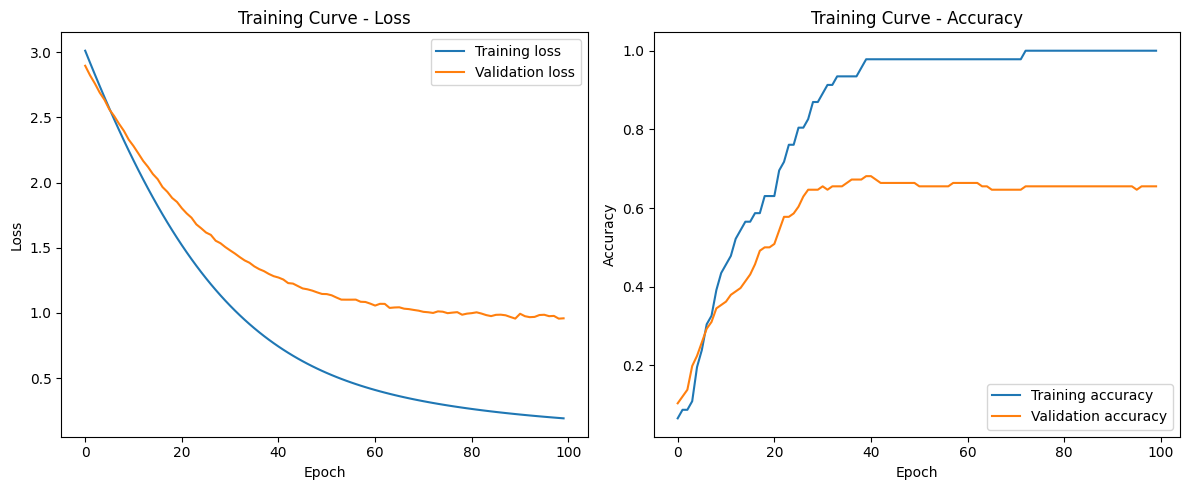 Training Curve - Loss
Training loss
Validation loss
3.0
2.5
2.0
1.5
1.0
0.5
Loss
0 20 40 60 80 100
Epoch
Training Curve - Accuracy
1.0
0.8
0.6
0.4
0.2
Accuracy
Training accuracy
Validation accuracy
0 20 40 60 80 100
Epoch